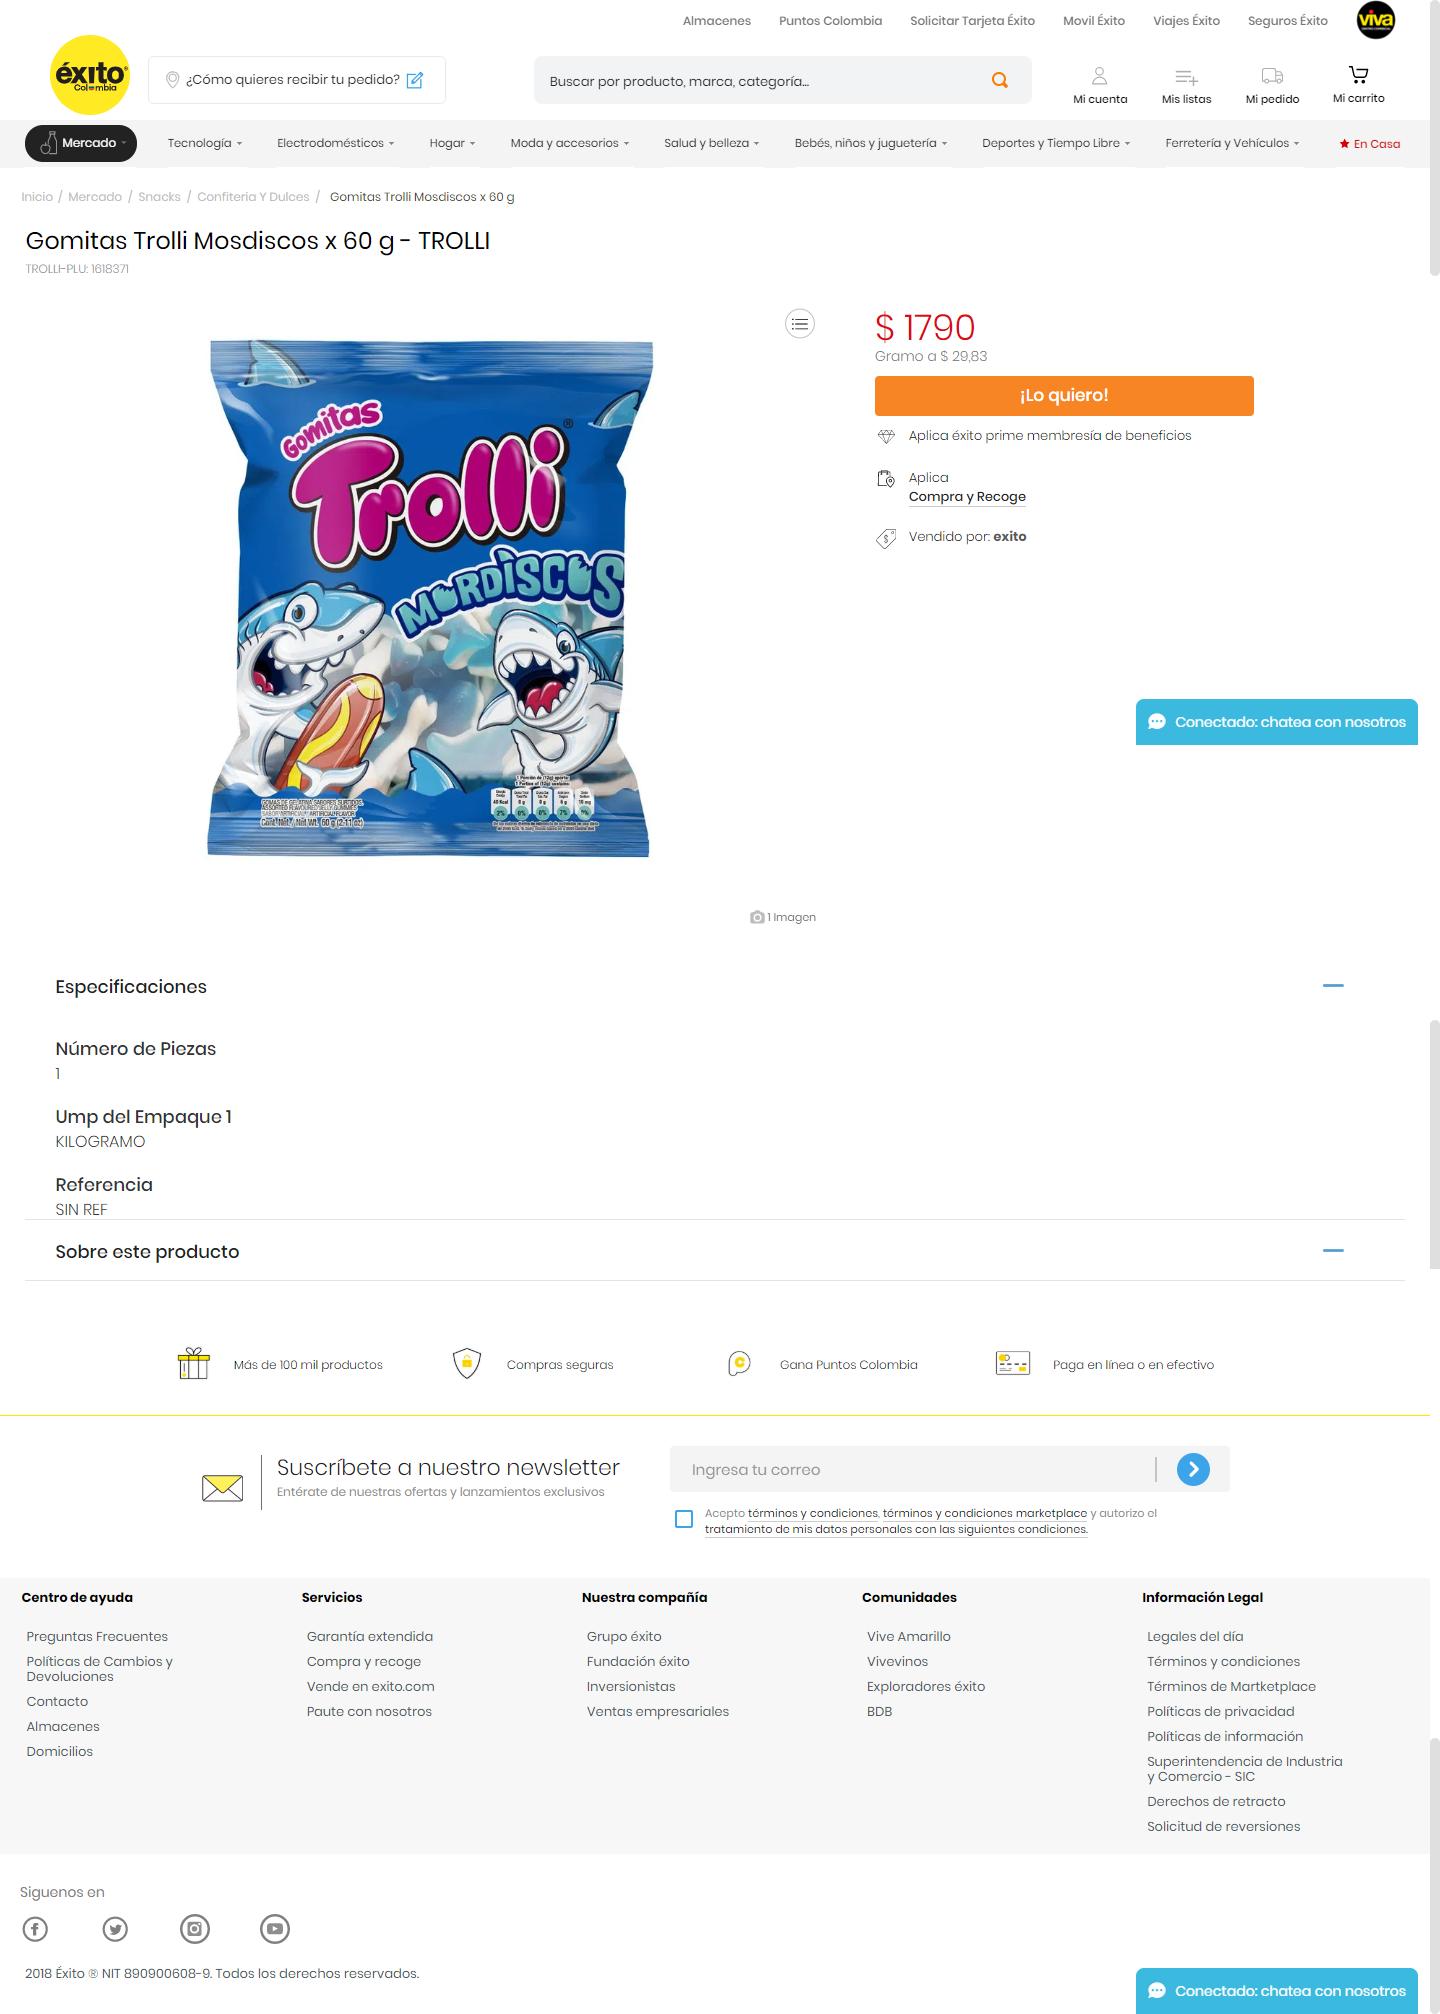 Almacenes Puntos Colombia Solicitar Tarjeta Éxito Movil Éxito Viajes Éxito Seguros Éxito viva
éxito
Colombia
¿Cómo quieres recibir tu pedido?
Buscar por producto, marca, categoría...
Mi cuenta Mis listas Mi pedido Mi carrito
Mercado Tecnología Electrodomésticos Hogar Moda y accesorios Salud y belleza Bebés, niños y juguetería Deportes y Tiempo Libre Ferretería y Vehículos En Casa
Inicio / Mercado / Snacks / Confiteria Y Dulces / Gomitas Trolli Mosdiscos x 60 g
Gomitas Trolli Mosdiscos x 60 g - TROLLI
TROLLI-PLU: 1618371
Gomitas
Trolli ®
MORDISCOS
GOMAS DE GELATINA SABORES SURTIDOS
ASSORTED FLAVOURED JELLY GUMMIES
SABOR ARTIFICIAL / ARTIFICIAL FLAVOR
Cont. Net. / Net Wt. 60 g (2.11 oz)
$ 1790
Gramo a $ 29,83
¡Lo quiero!
Aplica éxito prime membresía de beneficios
Aplica
Compra y Recoge
Vendido por: exito
Conectado: chatea con nosotros
1 Imagen
Especificaciones
Número de Piezas
1
Ump del Empaque 1
KILOGRAMO
Referencia
SIN REF
Sobre este producto
Más de 100 mil productos Compras seguras Gana Puntos Colombia Paga en línea o en efectivo
Suscríbete a nuestro newsletter
Entérate de nuestras ofertas y lanzamientos exclusivos
Ingresa tu correo
Acepto términos y condiciones, términos y condiciones marketplace y autorizo el
tratamiento de mis datos personales con las siguientes condiciones.
Centro de ayuda
Preguntas Frecuentes
Políticas de Cambios y
Devoluciones
Contacto
Almacenes
Domicilios
Servicios
Garantía extendida
Compra y recoge
Vende en exito.com
Paute con nosotros
Nuestra compañía
Grupo éxito
Fundación éxito
Inversionistas
Ventas empresariales
Comunidades
Vive Amarillo
Vivevinos
Exploradores éxito
BDB
Información Legal
Legales del día
Términos y condiciones
Términos de Martketplace
Políticas de privacidad
Políticas de información
Superintendencia de Industria
y Comercio - SIC
Derechos de retracto
Solicitud de reversiones
Siguenos en
2018 Éxito ® NIT 890900608-9. Todos los derechos reservados.
Conectado: chatea con nosotros